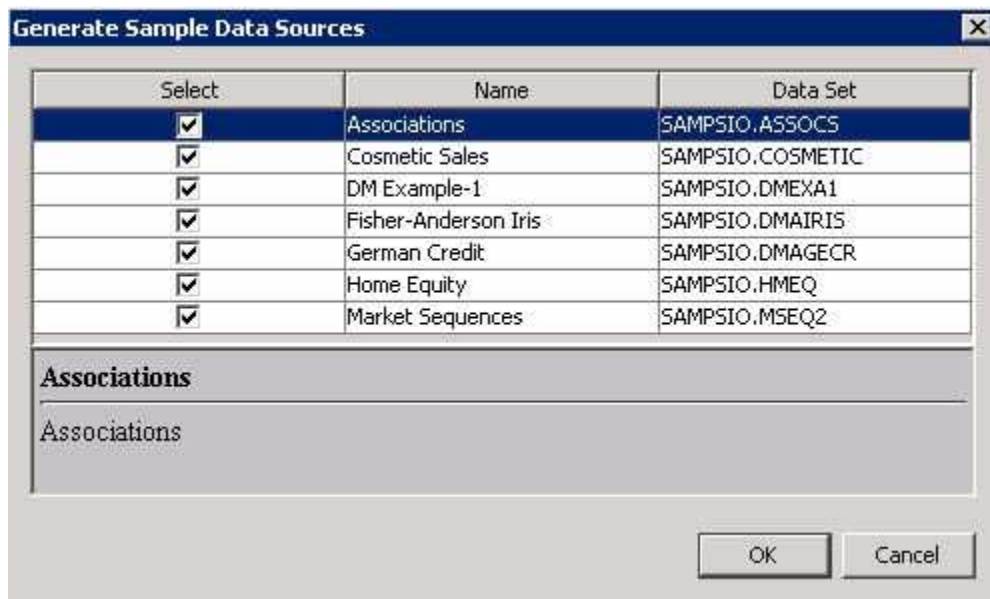 Generate Sample Data Sources
Select Name Data Set
Associations SAMPSIO.ASSOCS
Cosmetic Sales SAMPSIO.COSMETIC
DM Example-1 SAMPSIO.DMEXA1
Fisher-Anderson Iris SAMPSIO.DMAIRIS
German Credit SAMPSIO.DMAGECR
Home Equity SAMPSIO.HMEQ
Market Sequences SAMPSIO.MSEQ2
Associations
Associations
OK Cancel